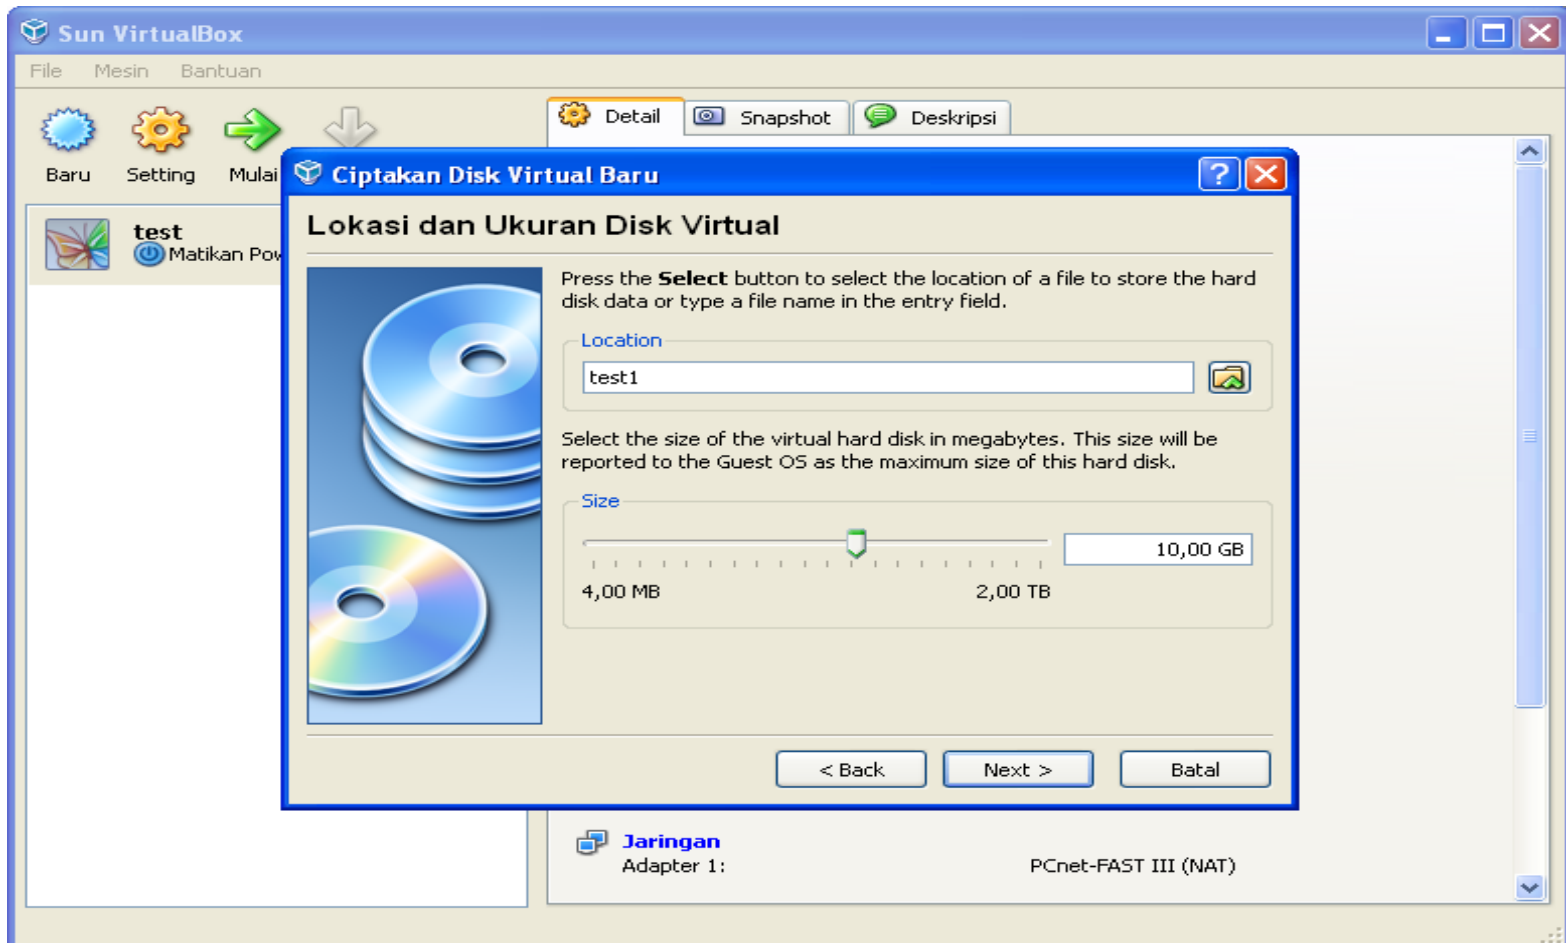 Sun VirtualBox
File Mesin Bantuan
Baru Setting Mulai
Detail Snapshot Deskripsi
test
Matikan Pow
Ciptakan Disk Virtual Baru
Lokasi dan Ukuran Disk Virtual
Press the Select button to select the location of a file to store the hard
disk data or type a file name in the entry field.
Location
test1
Select the size of the virtual hard disk in megabytes. This size will be
reported to the Guest OS as the maximum size of this hard disk.
Size
10,00 GB
4,00 MB 2,00 TB
< Back Next > Batal
Jaringan
Adapter 1: PCnet-FAST III (NAT)